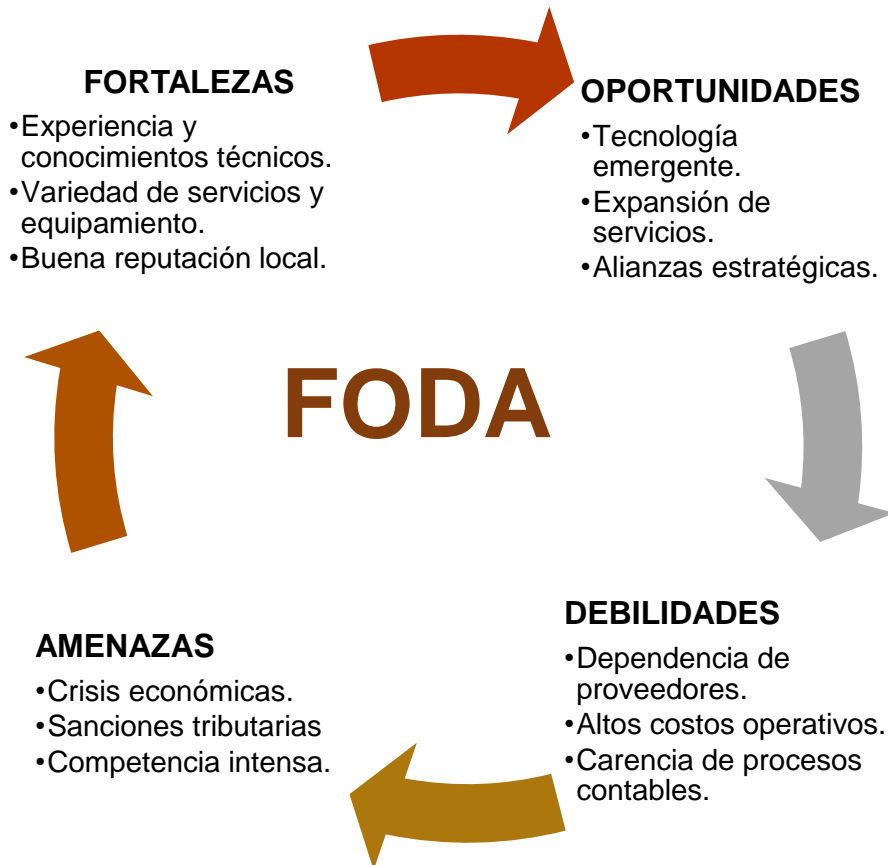 FORTALEZAS
•Experiencia y
conocimientos técnicos.
•Variedad de servicios y
equipamiento.
•Buena reputación local.
OPORTUNIDADES
•Tecnología
emergente.
•Expansión de
servicios.
•Alianzas estratégicas.
FODA
DEBILIDADES
•Dependencia de
proveedores.
•Altos costos operativos.
•Carencia de procesos
contables.
AMENAZAS
•Crisis económicas.
•Sanciones tributarias
•Competencia intensa.